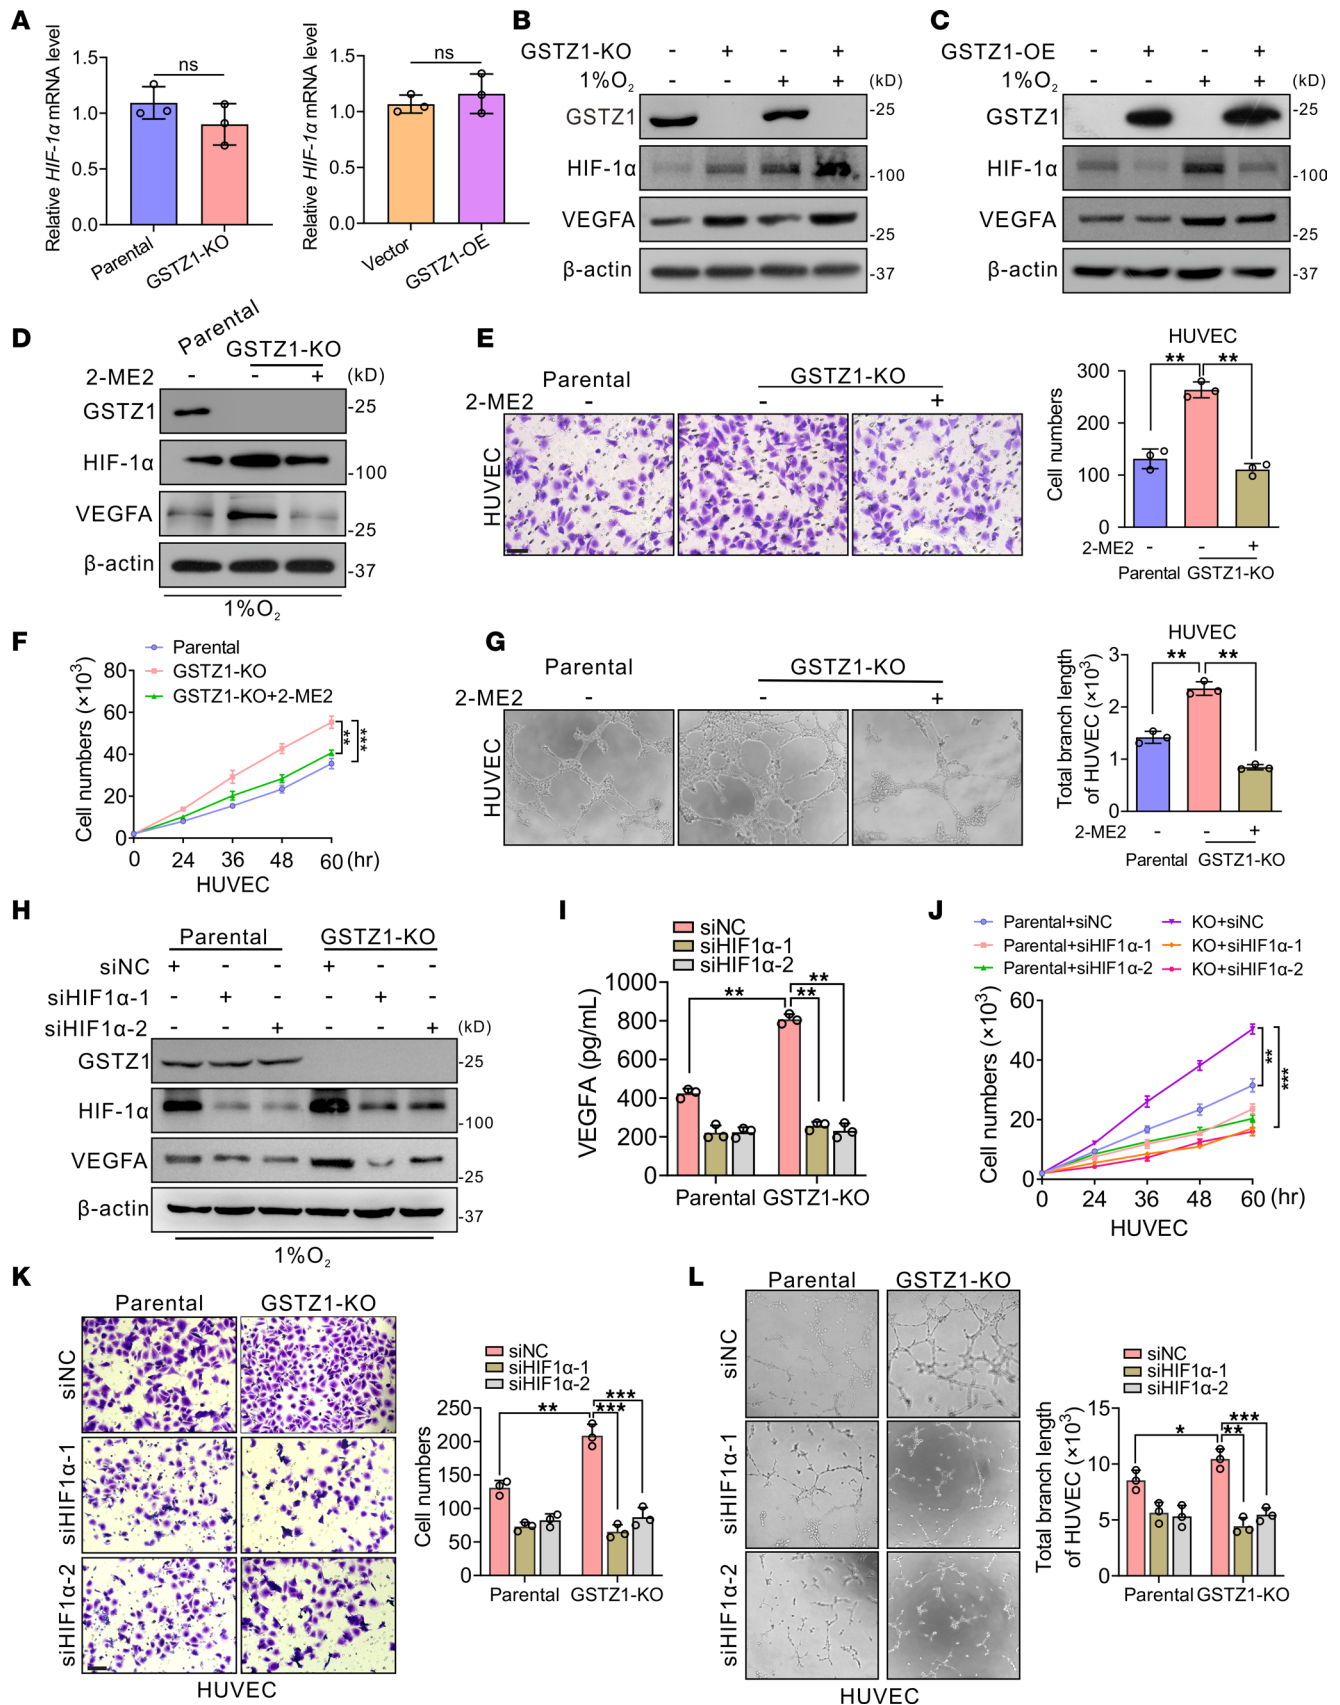 A
Relative HIF-1α mRNA level
1.5
1.0
0.5
0.0
ns
Parental
GSTZ1-KO
Relative HIF-1α mRNA level
1.5
1.0
0.5
0.0
ns
Vector
GSTZ1-OE
B
GSTZ1-KO - + - +
1%O2 - - + + (kD)
GSTZ1 -25
HIF-1α -100
VEGFA -25
β-actin -37
C
GSTZ1-OE - + - +
1%O2 - - + + (kD)
GSTZ1 -25
HIF-1α -100
VEGFA -25
β-actin -37
D
Parental
GSTZ1-KO
2-ME2 - - + (kD)
GSTZ1 -25
HIF-1α -100
VEGFA -25
β-actin -37
1%O2
E
Parental GSTZ1-KO
2-ME2 - - +
HUVEC
HUVEC
Cell numbers
300
200
100
0
** **
2-ME2 - - +
Parental GSTZ1-KO
F
Parental
GSTZ1-KO
GSTZ1-KO+2-ME2
Cell numbers (×10³)
80
60
40
20
0
** ***
0 24 36 48 60 (hr)
HUVEC
G
Parental GSTZ1-KO
2-ME2 - - +
HUVEC
HUVEC
Total branch length
of HUVEC (×10³)
3
2
1
0
** **
2-ME2 - - +
Parental GSTZ1-KO
H
Parental GSTZ1-KO
siNC + - - + - -
siHIF1α-1 - + - - + -
siHIF1α-2 - - + - - + (kD)
GSTZ1 -25
HIF-1α -100
VEGFA -25
β-actin -37
1%O2
I
siNC
siHIF1α-1
siHIF1α-2
VEGFA (pg/mL)
1000
800
600
400
200
0
** ** **
Parental GSTZ1-KO
J
Parental+siNC KO+siNC
Parental+siHIF1α-1 KO+siHIF1α-1
Parental+siHIF1α-2 KO+siHIF1α-2
Cell numbers (×10³)
60
40
20
0
** ***
0 24 36 48 60 (hr)
HUVEC
K
Parental GSTZ1-KO
siNC
siHIF1α-1
siHIF1α-2
HUVEC
siNC
siHIF1α-1
siHIF1α-2
Cell numbers
250
200
150
100
50
0
** *** ***
Parental GSTZ1-KO
L
Parental GSTZ1-KO
siNC
siHIF1α-1
siHIF1α-2
HUVEC
siNC
siHIF1α-1
siHIF1α-2
Total branch length
of HUVEC (×10³)
15
10
5
0
* ** ***
Parental GSTZ1-KO